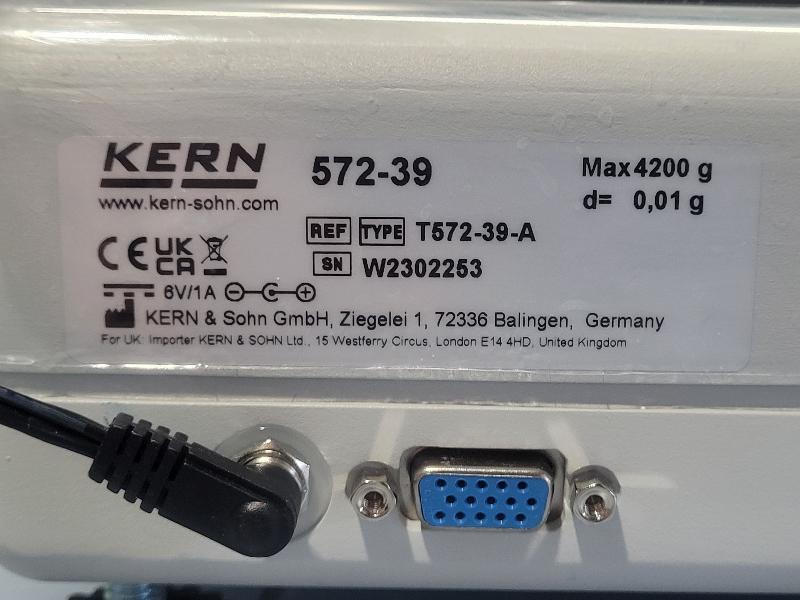 KERN 572-39 Max 4200 g
www.kern-sohn.com d= 0,01 g
REF TYPE T572-39-A
CE UK CA SN W2302253
6V/1A
KERN & Sohn GmbH, Ziegelei 1, 72336 Balingen, Germany
For UK: Importer KERN & SOHN Ltd., 15 Westferry Circus, London E14 4HD, United Kingdom